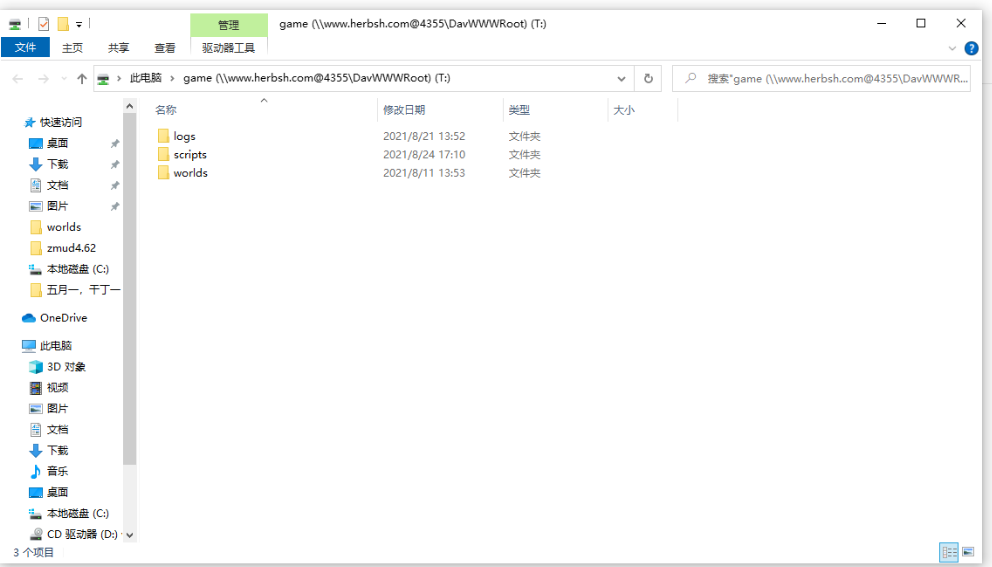 管理 game (\\www.herbsh.com@4355\DavWWWRoot) (T:)
文件 主页 共享 查看 驱动器工具
此电脑 game (\\www.herbsh.com@4355\DavWWWRoot) (T:) 搜索"game (\\www.herbsh.com@4355\DavWWWR...
名称 修改日期 类型 大小
logs 2021/8/21 13:52 文件夹
scripts 2021/8/24 17:10 文件夹
worlds 2021/8/11 13:53 文件夹
快速访问
桌面
下载
文档
图片
worlds
zmud4.62
本地磁盘 (C:)
五月一，干丁一
OneDrive
此电脑
3D 对象
视频
图片
文档
下载
音乐
桌面
本地磁盘 (C:)
CD 驱动器 (D:)
3 个项目